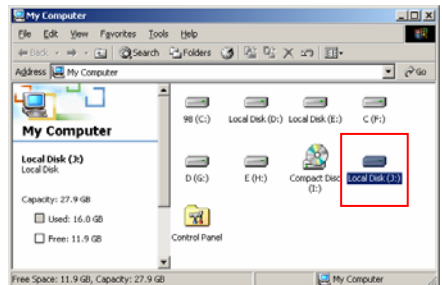 My Computer
File Edit View Favorites Tools Help
Back Search Folders
Address My Computer Go
My Computer
Local Disk (J:)
Local Disk
Capacity: 27.9 GB
Used: 16.0 GB
Free: 11.9 GB
98 (C:) Local Disk (D:) Local Disk (E:) C (F:)
D (G:) E (H:) Compact Disc (I:) Local Disk (J:)
Control Panel
Free Space: 11.9 GB, Capacity: 27.9 GB My Computer